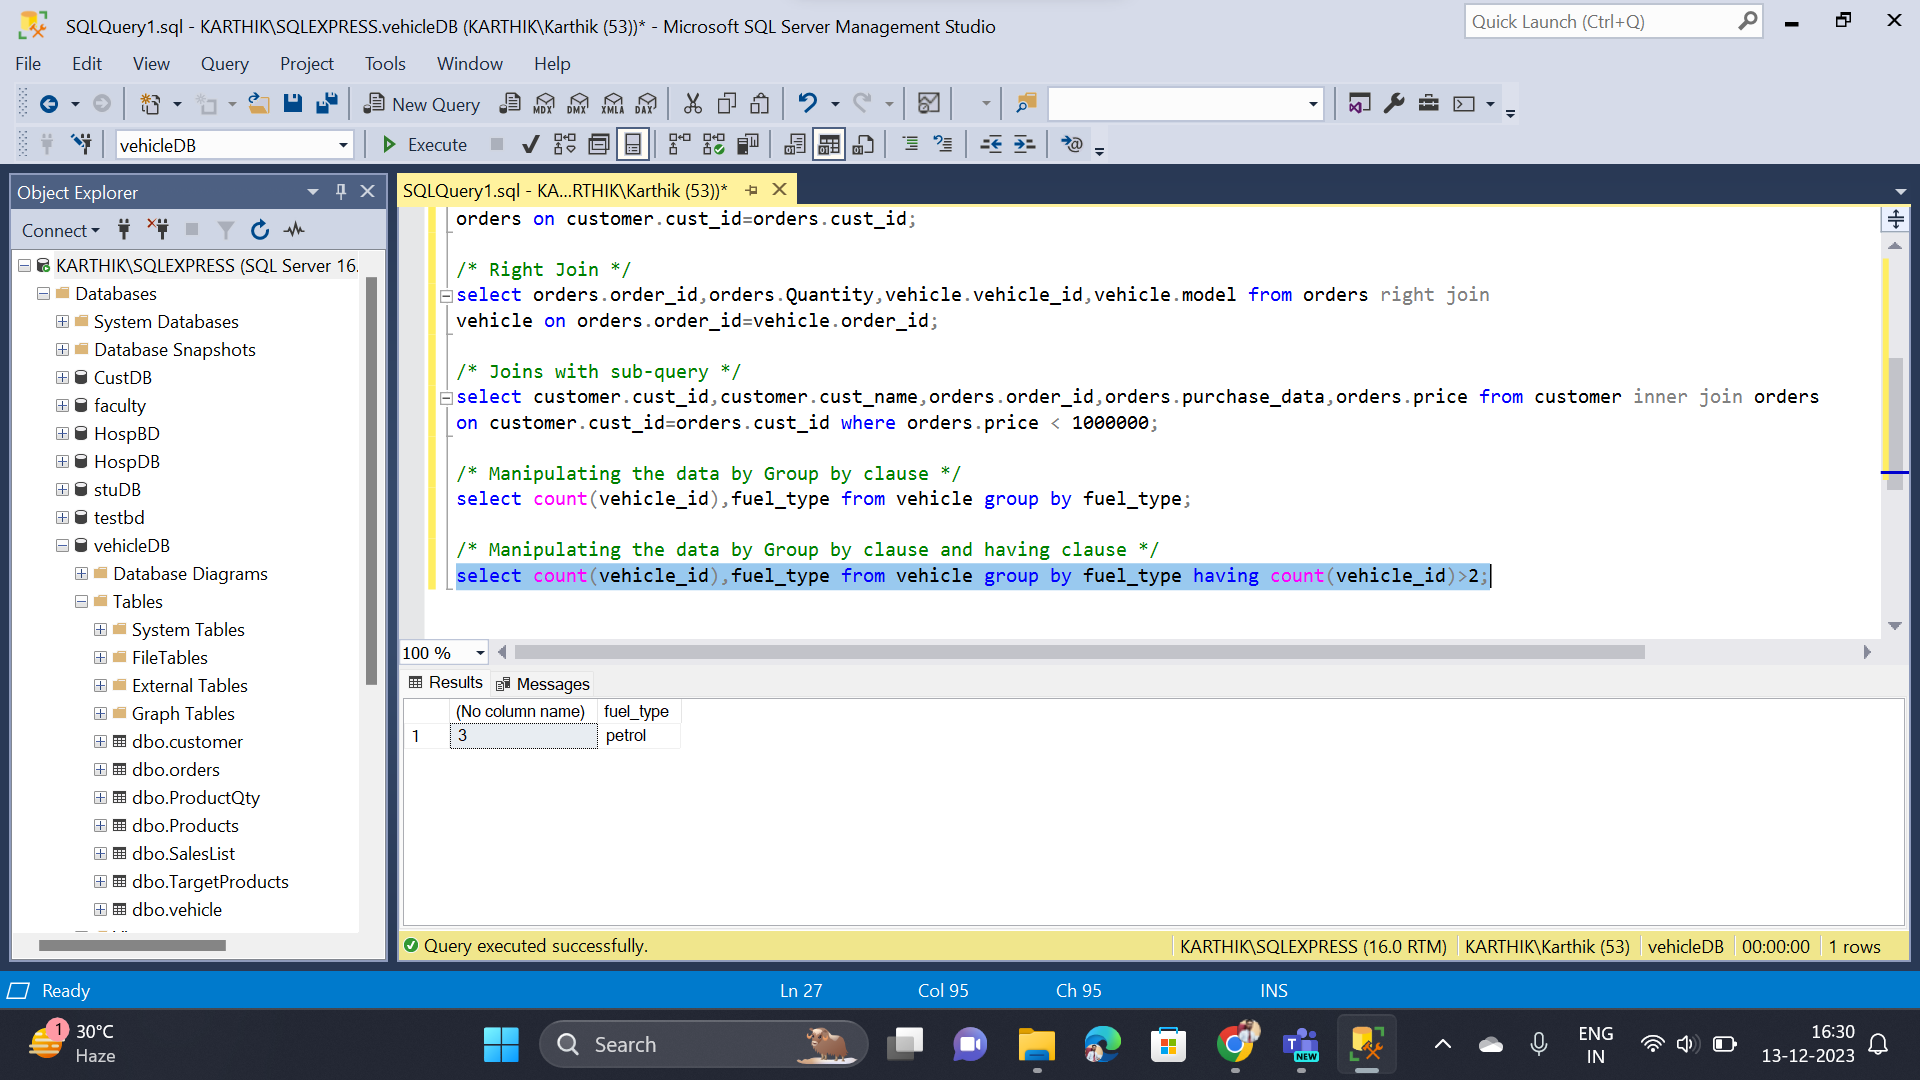 SQLQuery1.sql - KARTHIK\SQLEXPRESS.vehicleDB (KARTHIK\Karthik (53))* - Microsoft SQL Server Management Studio
Quick Launch (Ctrl+Q)
File Edit View Query Project Tools Window Help
New Query MDX DMX XMLA DAX
vehicleDB Execute
Object Explorer
Connect
KARTHIK\SQLEXPRESS (SQL Server 16.
Databases
System Databases
Database Snapshots
CustDB
faculty
HospBD
HospDB
stuDB
testbd
vehicleDB
Database Diagrams
Tables
System Tables
FileTables
External Tables
Graph Tables
dbo.customer
dbo.orders
dbo.ProductQty
dbo.Products
dbo.SalesList
dbo.TargetProducts
dbo.vehicle
SQLQuery1.sql - KA...RTHIK\Karthik (53))*
orders on customer.cust_id=orders.cust_id;
/* Right Join */
select orders.order_id,orders.Quantity,vehicle.vehicle_id,vehicle.model from orders right join
vehicle on orders.order_id=vehicle.order_id;
/* Joins with sub-query */
select customer.cust_id,customer.cust_name,orders.order_id,orders.purchase_data,orders.price from customer inner join orders
on customer.cust_id=orders.cust_id where orders.price < 1000000;
/* Manipulating the data by Group by clause */
select count(vehicle_id),fuel_type from vehicle group by fuel_type;
/* Manipulating the data by Group by clause and having clause */
select count(vehicle_id),fuel_type from vehicle group by fuel_type having count(vehicle_id)>2;
100 %
Results Messages
(No column name) fuel_type
1 3 petrol
Query executed successfully. KARTHIK\SQLEXPRESS (16.0 RTM) KARTHIK\Karthik (53) vehicleDB 00:00:00 1 rows
Ready Ln 27 Col 95 Ch 95 INS
1
30°C
Haze
Search
NEW
ENG
IN
16:30
13-12-2023